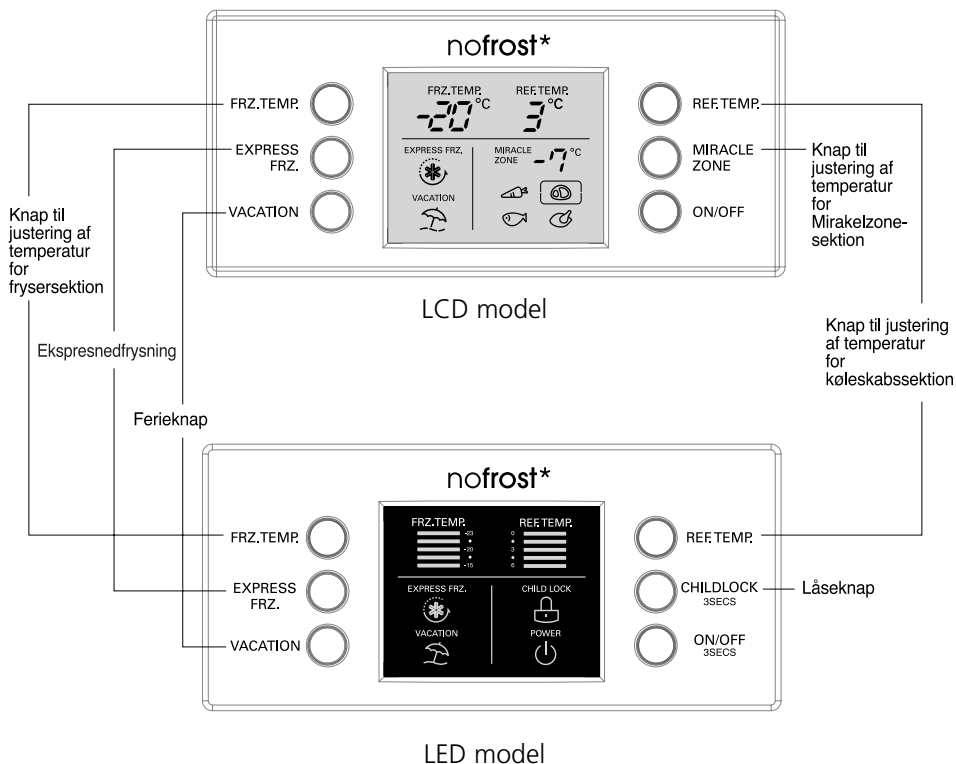 nofrost*
FRZ.TEMP.
EXPRESS
FRZ.
VACATION
FRZ.TEMP.
-20 °C
REF.TEMP.
3 °C
EXPRESS FRZ.
VACATION
MIRACLE
ZONE
-7 °C
REF.TEMP.
MIRACLE
ZONE
ON/OFF
Knap til
justering af
temperatur
for
frysersektion
Knap til
justering af
temperatur
for
Mirakelzone-
sektion
LCD model
Ekspresnedfrysning
Ferieknap
Knap til justering
af temperatur
for
køleskabssektion
nofrost*
FRZ.TEMP.
EXPRESS
FRZ.
VACATION
FRZ.TEMP.
-23
-20
-15
REF.TEMP.
0
3
6
EXPRESS FRZ.
VACATION
CHILD LOCK
POWER
REF.TEMP.
CHILDLOCK
3SECS
ON/OFF
3SECS
Låseknap
LED model